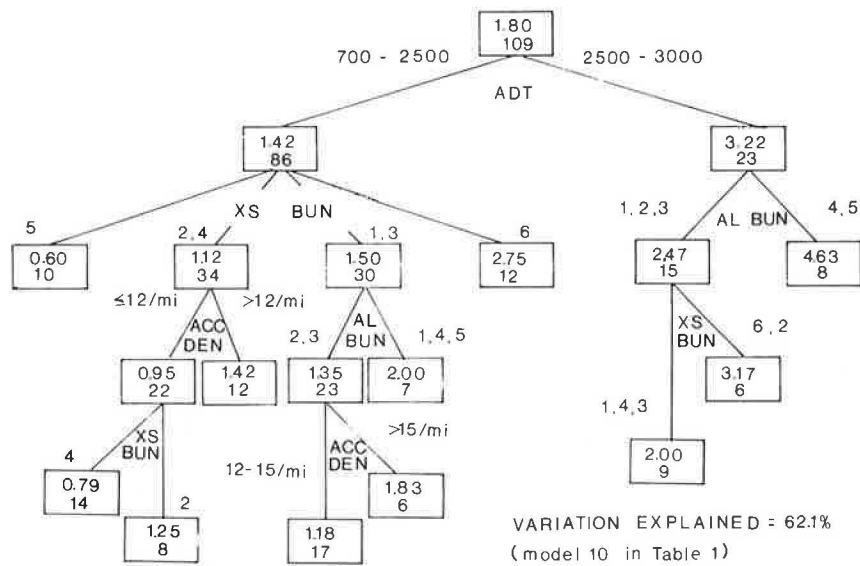 1.80
109
700 - 2500
2500 - 3000
ADT
1.42
86
3.22
23
XS BUN
1, 2, 3
AL BUN
4, 5
5
2, 4
1, 3
6
0.60
10
1.12
34
1.50
30
2.75
12
2.47
15
4.63
8
≤12/mi
>12/mi
ACC
DEN
2, 3
AL
BUN
1, 4, 5
XS
BUN
6, 2
0.95
22
1.42
12
1.35
23
2.00
7
3.17
6
1, 4, 3
4
XS
BUN
2
12-15/mi
ACC
DEN
>15/mi
0.79
14
1.25
8
1.18
17
1.83
6
2.00
9
VARIATION EXPLAINED = 62.1%
(model 10 in Table 1)